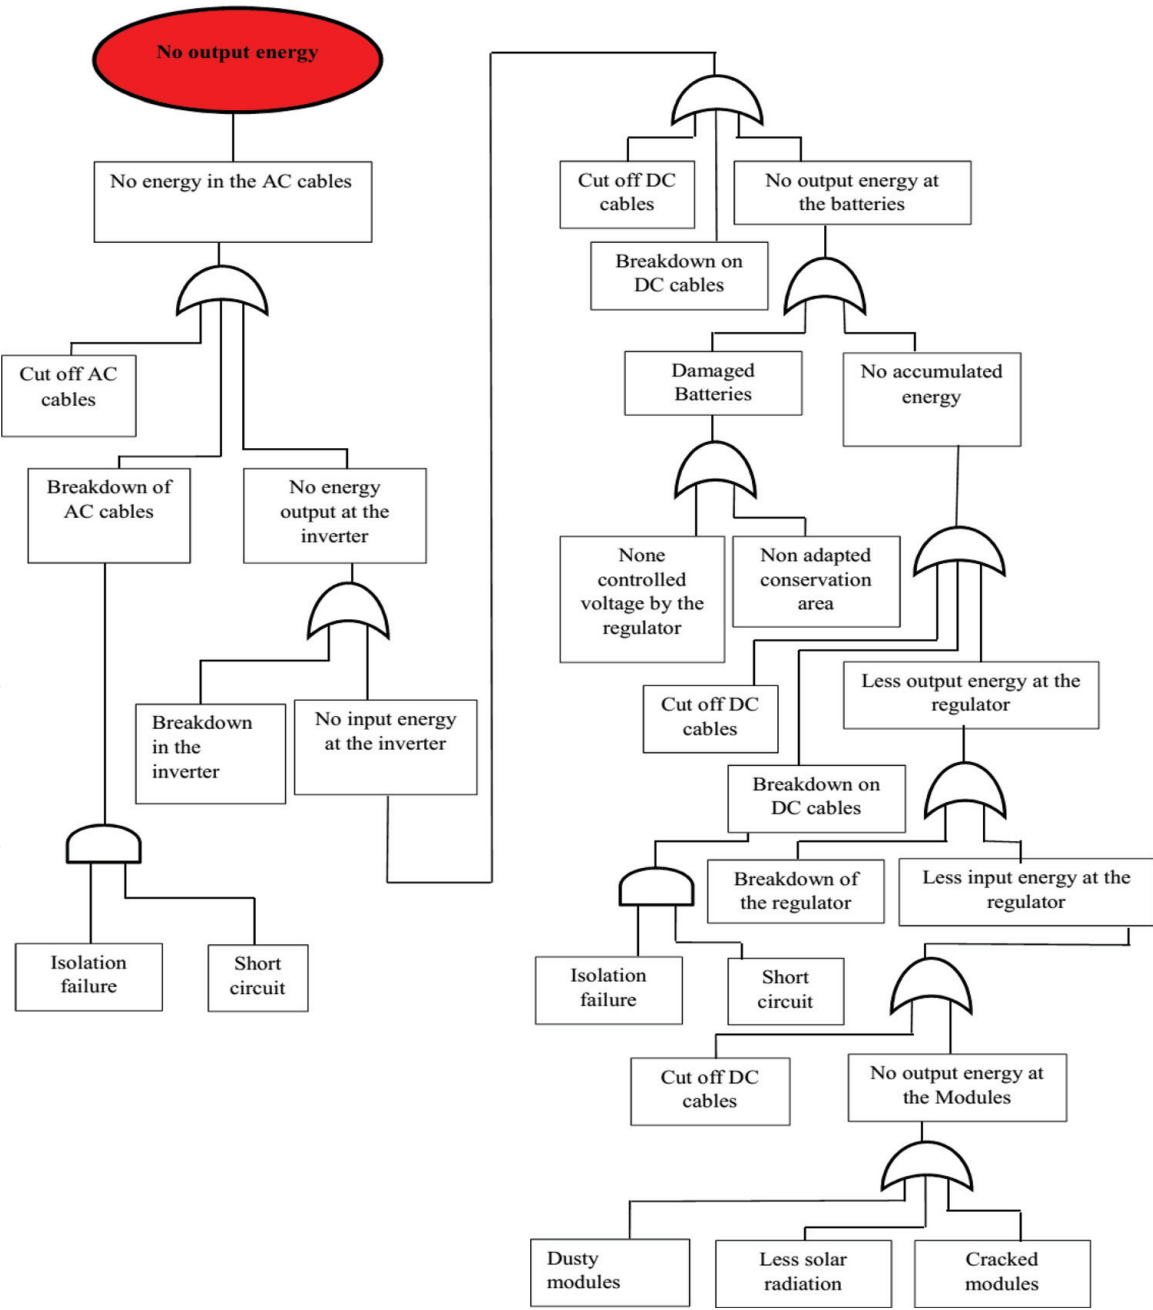 No output energy
No energy in the AC cables
Cut off AC
cables
Breakdown of
AC cables
No energy
output at the
inverter
Breakdown
in the
inverter
No input energy
at the inverter
Isolation
failure
Short
circuit
Cut off DC
cables
No output energy at
the batteries
Breakdown on
DC cables
Damaged
Batteries
No accumulated
energy
None
controlled
voltage by the
regulator
Non adapted
conservation
area
Cut off DC
cables
Less output energy at the
regulator
Breakdown on
DC cables
Breakdown of
the regulator
Less input energy at the
regulator
Isolation
failure
Short
circuit
Cut off DC
cables
No output energy at
the Modules
Dusty
modules
Less solar
radiation
Cracked
modules